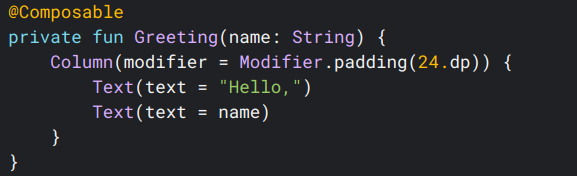 @Composable
private fun Greeting(name: String) {
    Column(modifier = Modifier.padding(24.dp)) {
        Text(text = "Hello,")
        Text(text = name)
    }
}